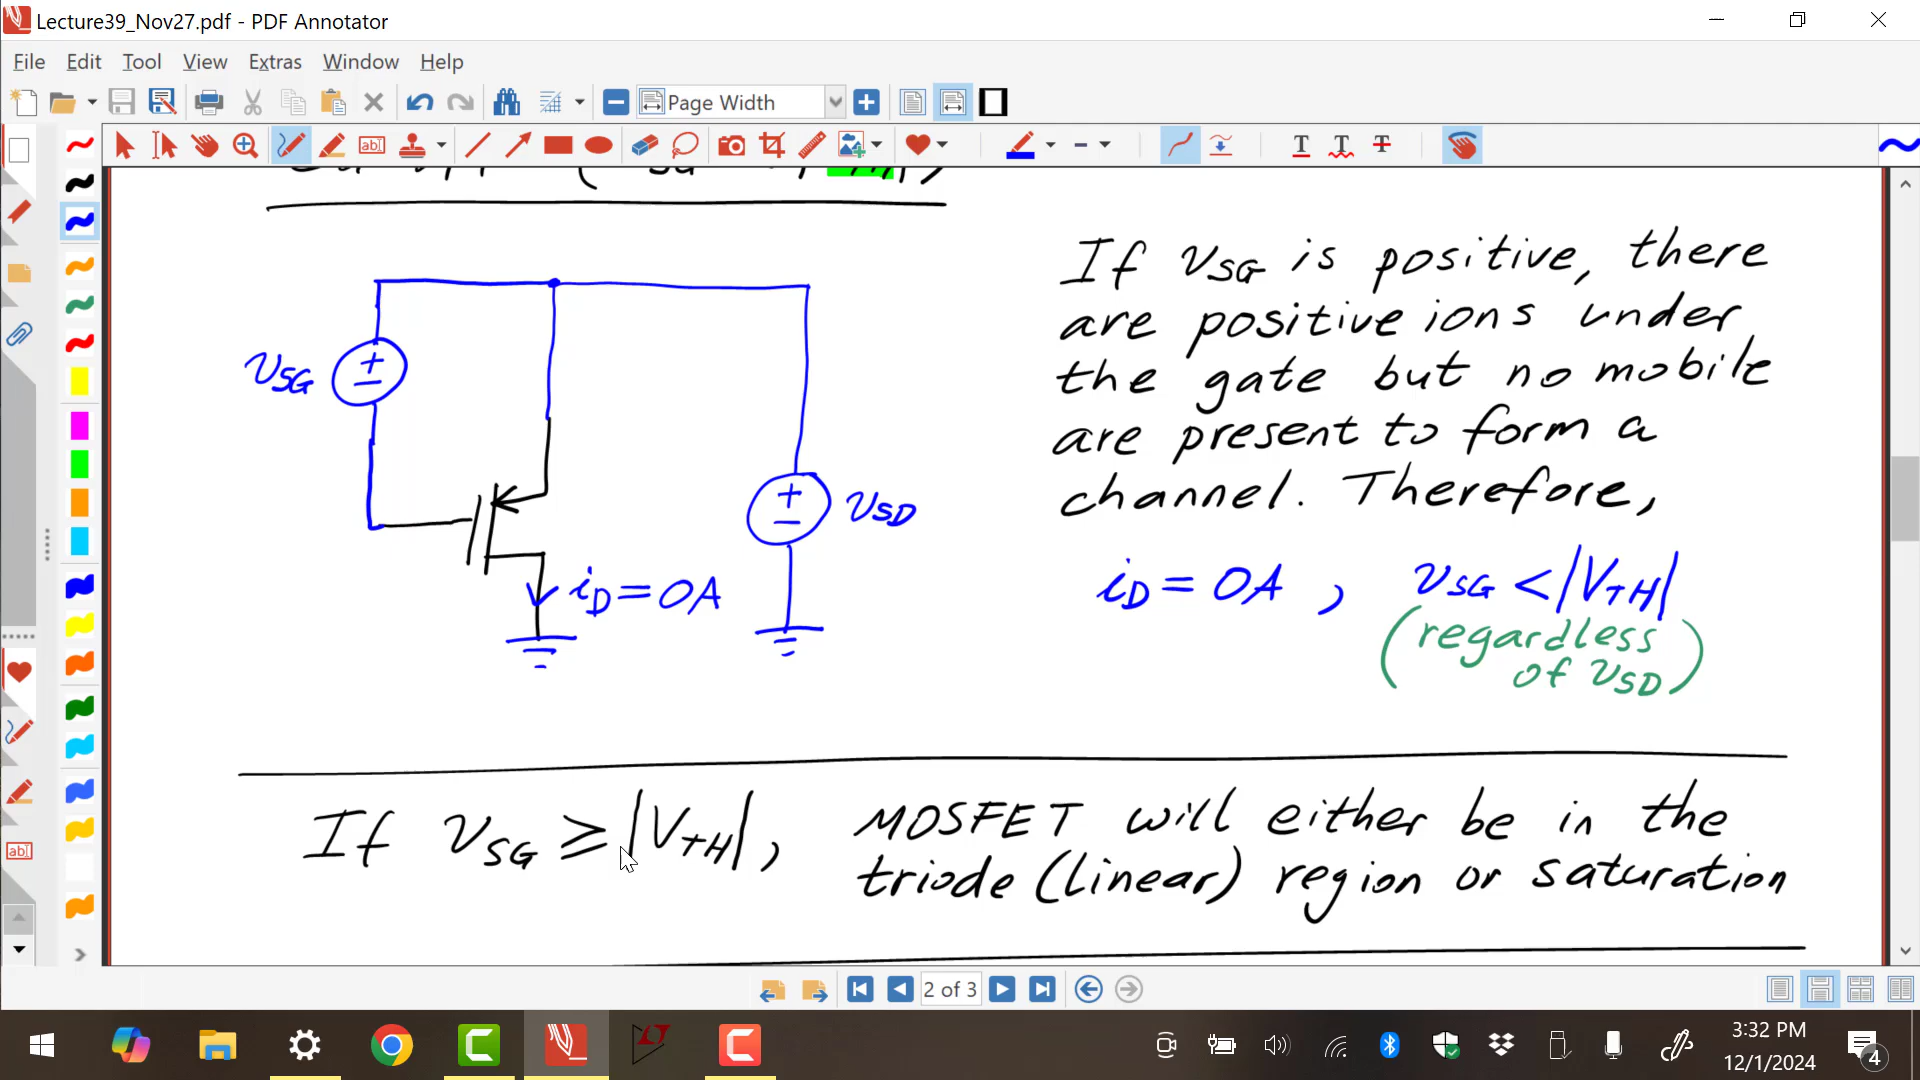 Lecture39_Nov27.pdf - PDF Annotator
File Edit Tool View Extras Window Help
Page Width
If vSG is positive, there
are positive ions under
the gate but no mobile
are present to form a
channel. Therefore,
vSG
+
−
+
−
vSD
iD = 0A
iD = 0A , vSG < |VTH|
(regardless
of vSD)
If vSG ≥ |VTH|, MOSFET will either be in the
triode (linear) region or saturation
2 of 3
3:32 PM
12/1/2024
4